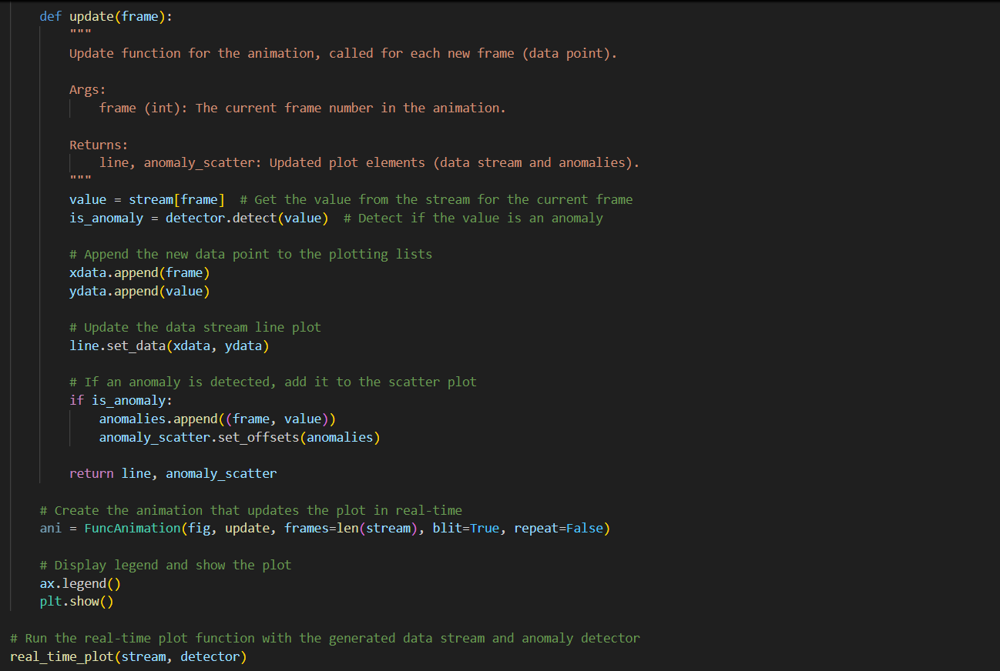 def update(frame):
"""
Update function for the animation, called for each new frame (data point).
Args:
frame (int): The current frame number in the animation.
Returns:
line, anomaly_scatter: Updated plot elements (data stream and anomalies).
"""
value = stream[frame]  # Get the value from the stream for the current frame
is_anomaly = detector.detect(value)  # Detect if the value is an anomaly
# Append the new data point to the plotting lists
xdata.append(frame)
ydata.append(value)
# Update the data stream line plot
line.set_data(xdata, ydata)
# If an anomaly is detected, add it to the scatter plot
if is_anomaly:
anomalies.append((frame, value))
anomaly_scatter.set_offsets(anomalies)
return line, anomaly_scatter
# Create the animation that updates the plot in real-time
ani = FuncAnimation(fig, update, frames=len(stream), blit=True, repeat=False)
# Display legend and show the plot
ax.legend()
plt.show()
# Run the real-time plot function with the generated data stream and anomaly detector
real_time_plot(stream, detector)